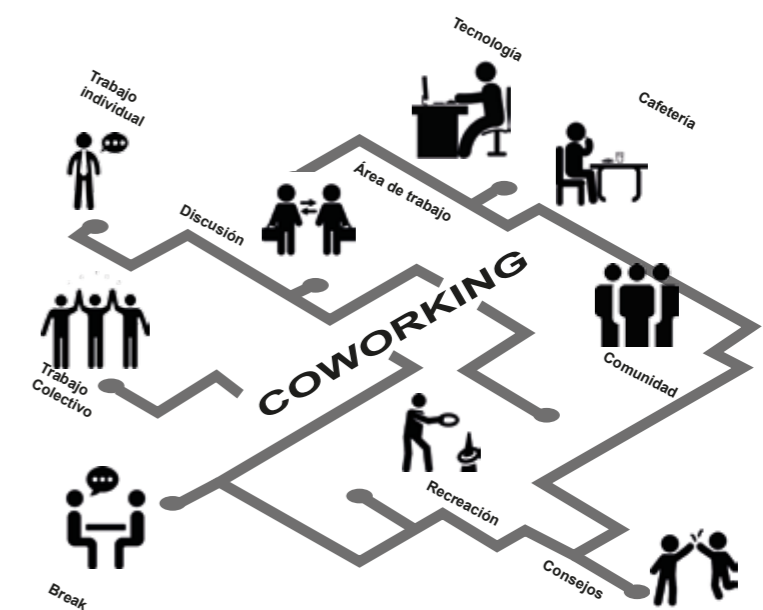 Tecnología
Trabajo
individual
Cafetería
Área de trabajo
Discusión
COWORKING
Comunidad
Trabajo
Colectivo
Recreación
Consejos
Break